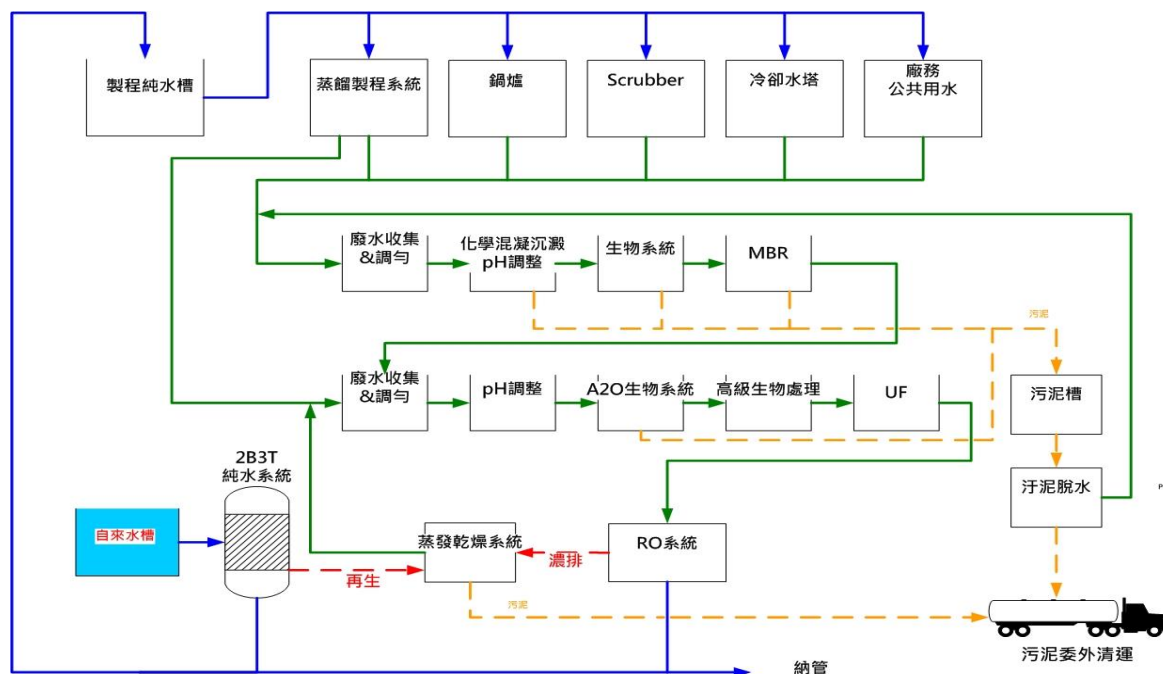 製程純水槽
蒸餾製程系統
鍋爐
Scrubber
冷卻水塔
廠務
公共用水
廢水收集
&調勻
化學混凝沉澱
pH調整
生物系統
MBR
污泥
廢水收集
&調勻
pH調整
A2O生物系統
高級生物處理
UF
污泥槽
2B3T
純水系統
汙泥脫水
P
自來水槽
蒸發乾燥系統
濃排
RO系統
再生
污泥
污泥委外清運
納管